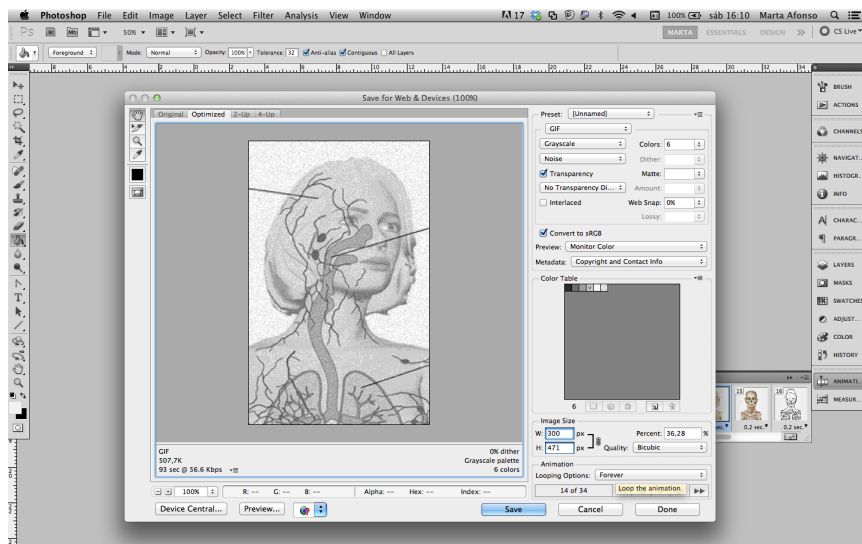 Photoshop File Edit Image Layer Select Filter Analysis View Window
17 100% sáb 16:10 Marta Afonso
Ps Br Mb 50% MARTA ESSENTIALS DESIGN CS Live
Foreground Mode: Normal Opacity: 100% Tolerance: 32 Anti-alias Contiguous All Layers
Save for Web & Devices (100%)
Original Optimized 2-Up 4-Up
Preset: [Unnamed]
GIF
Grayscale Colors: 6
Noise Dither:
Transparency Matte:
No Transparency Di... Amount:
Interlaced Web Snap: 0%
Lossy:
Convert to sRGB
Preview: Monitor Color
Metadata: Copyright and Contact Info
Color Table
6
Image Size
W: 300 px Percent: 36,28 %
H: 471 px Quality: Bicubic
Animation
Looping Options: Forever
14 of 34 Loop the animation
GIF 0% dither
507,7K Grayscale palette
93 sec @ 56.6 Kbps 6 colors
100% R: -- G: -- B: -- Alpha: -- Hex: -- Index: --
Device Central... Preview... Save Cancel Done
BRUSH
ACTIONS
CHANNELS
NAVIGAT...
HISTOGR...
INFO
CHARAC...
PARAGR...
LAYERS
MASKS
SWATCHES
ADJUST...
COLOR
HISTORY
ANIMATI...
MEASUR...
15 16
0,2 sec. 0,2 sec.